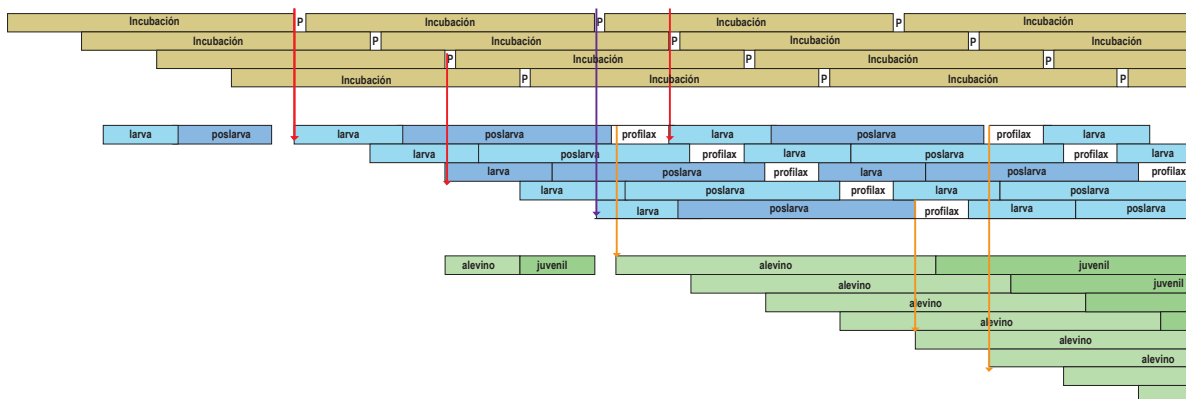 Incubación P Incubación P Incubación P Incubación
Incubación P Incubación P Incubación P Incubación
P Incubación P Incubación P
Incubación P Incubación P Incubación P
larva poslarva larva poslarva profilax larva poslarva profilax larva
larva poslarva profilax larva poslarva profilax larva
larva poslarva profilax larva poslarva profilax
larva poslarva profilax larva poslarva
larva poslarva profilax larva poslarva
alevino juvenil alevino juvenil
alevino juvenil
alevino
alevino
alevino
alevino